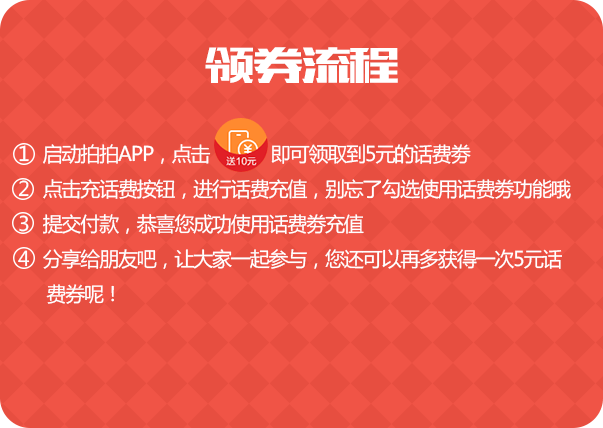 领券流程
① 启动拍拍APP，点击 送10元 即可领取到5元的话费劵
② 点击充话费按钮，进行话费充值，别忘了勾选使用话费劵功能哦
③ 提交付款，恭喜您成功使用话费劵充值
④ 分享给朋友吧，让大家一起参与，您还可以再多获得一次5元话
费券呢！